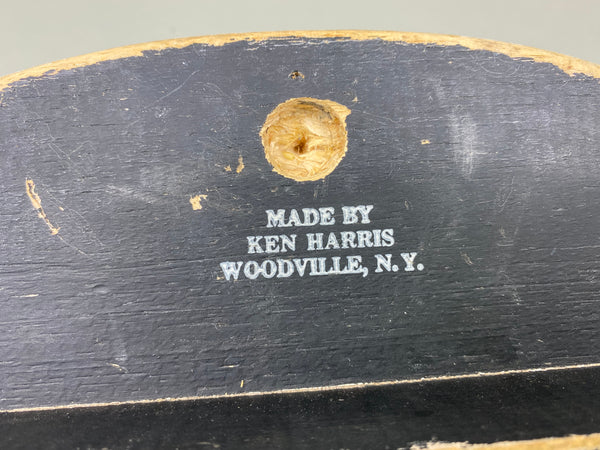 MADE BY
KEN HARRIS
WOODVILLE, N.Y.